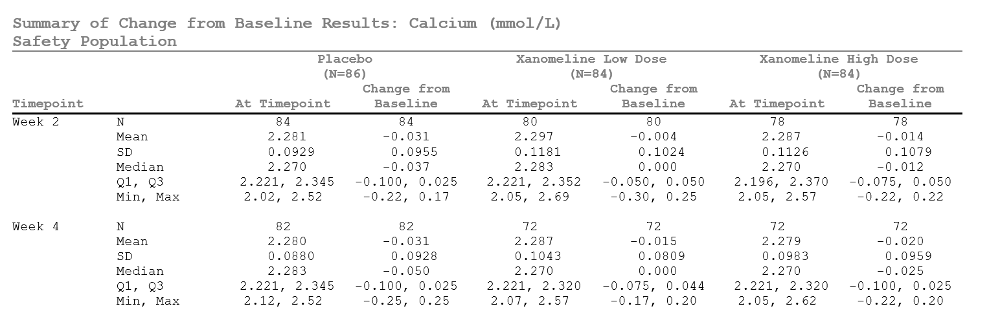 Summary of Change from Baseline Results: Calcium (mmol/L)
Safety Population
Placebo Xanomeline Low Dose Xanomeline High Dose
(N=86) (N=84) (N=84)
Change from Change from Change from
Timepoint At Timepoint Baseline At Timepoint Baseline At Timepoint Baseline
Week 2 N 84 84 80 80 78 78
Mean 2.281 -0.031 2.297 -0.004 2.287 -0.014
SD 0.0929 0.0955 0.1181 0.1024 0.1126 0.1079
Median 2.270 -0.037 2.283 0.000 2.270 -0.012
Q1, Q3 2.221, 2.345 -0.100, 0.025 2.221, 2.352 -0.050, 0.050 2.196, 2.370 -0.075, 0.050
Min, Max 2.02, 2.52 -0.22, 0.17 2.05, 2.69 -0.30, 0.25 2.05, 2.57 -0.22, 0.22
Week 4 N 82 82 72 72 72 72
Mean 2.280 -0.031 2.287 -0.015 2.279 -0.020
SD 0.0880 0.0928 0.1043 0.0809 0.0983 0.0959
Median 2.283 -0.050 2.270 0.000 2.270 -0.025
Q1, Q3 2.221, 2.345 -0.100, 0.025 2.221, 2.320 -0.075, 0.044 2.221, 2.320 -0.100, 0.025
Min, Max 2.12, 2.52 -0.25, 0.25 2.07, 2.57 -0.17, 0.20 2.05, 2.62 -0.22, 0.20